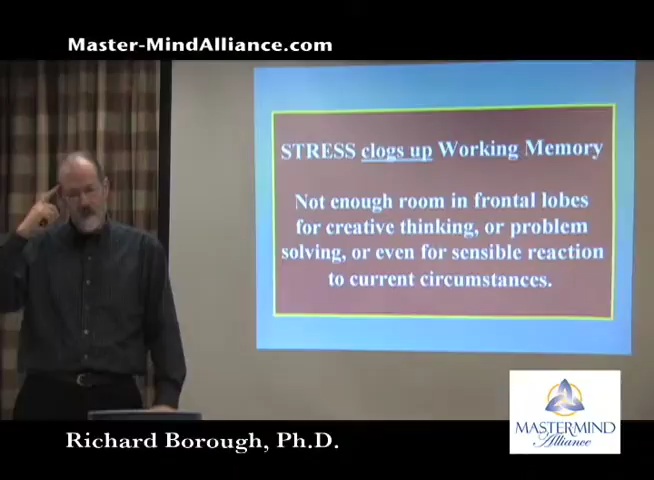 Master-MindAlliance.com
STRESS clogs up Working Memory
Not enough room in frontal lobes
for creative thinking, or problem
solving, or even for sensible reaction
to current circumstances.
Richard Borough, Ph.D.
MASTERMIND
Alliance